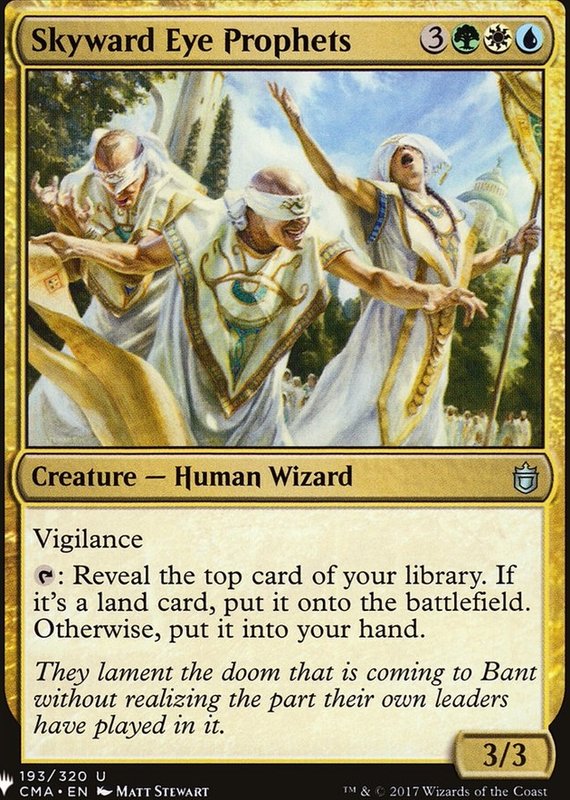 Skyward Eye Prophets 3
Creature — Human Wizard
Vigilance
: Reveal the top card of your library. If
it's a land card, put it onto the battlefield.
Otherwise, put it into your hand.
They lament the doom that is coming to Bant
without realizing the part their own leaders
have played in it.
3/3
193/320 U
CMA • EN Matt Stewart
™ & © 2017 Wizards of the Coast